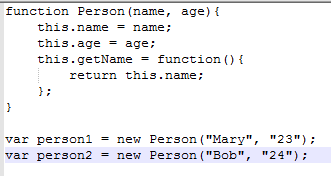 function Person(name, age){
    this.name = name;
    this.age = age;
    this.getName = function(){
        return this.name;
    };
}

var person1 = new Person("Mary", "23");
var person2 = new Person("Bob", "24");